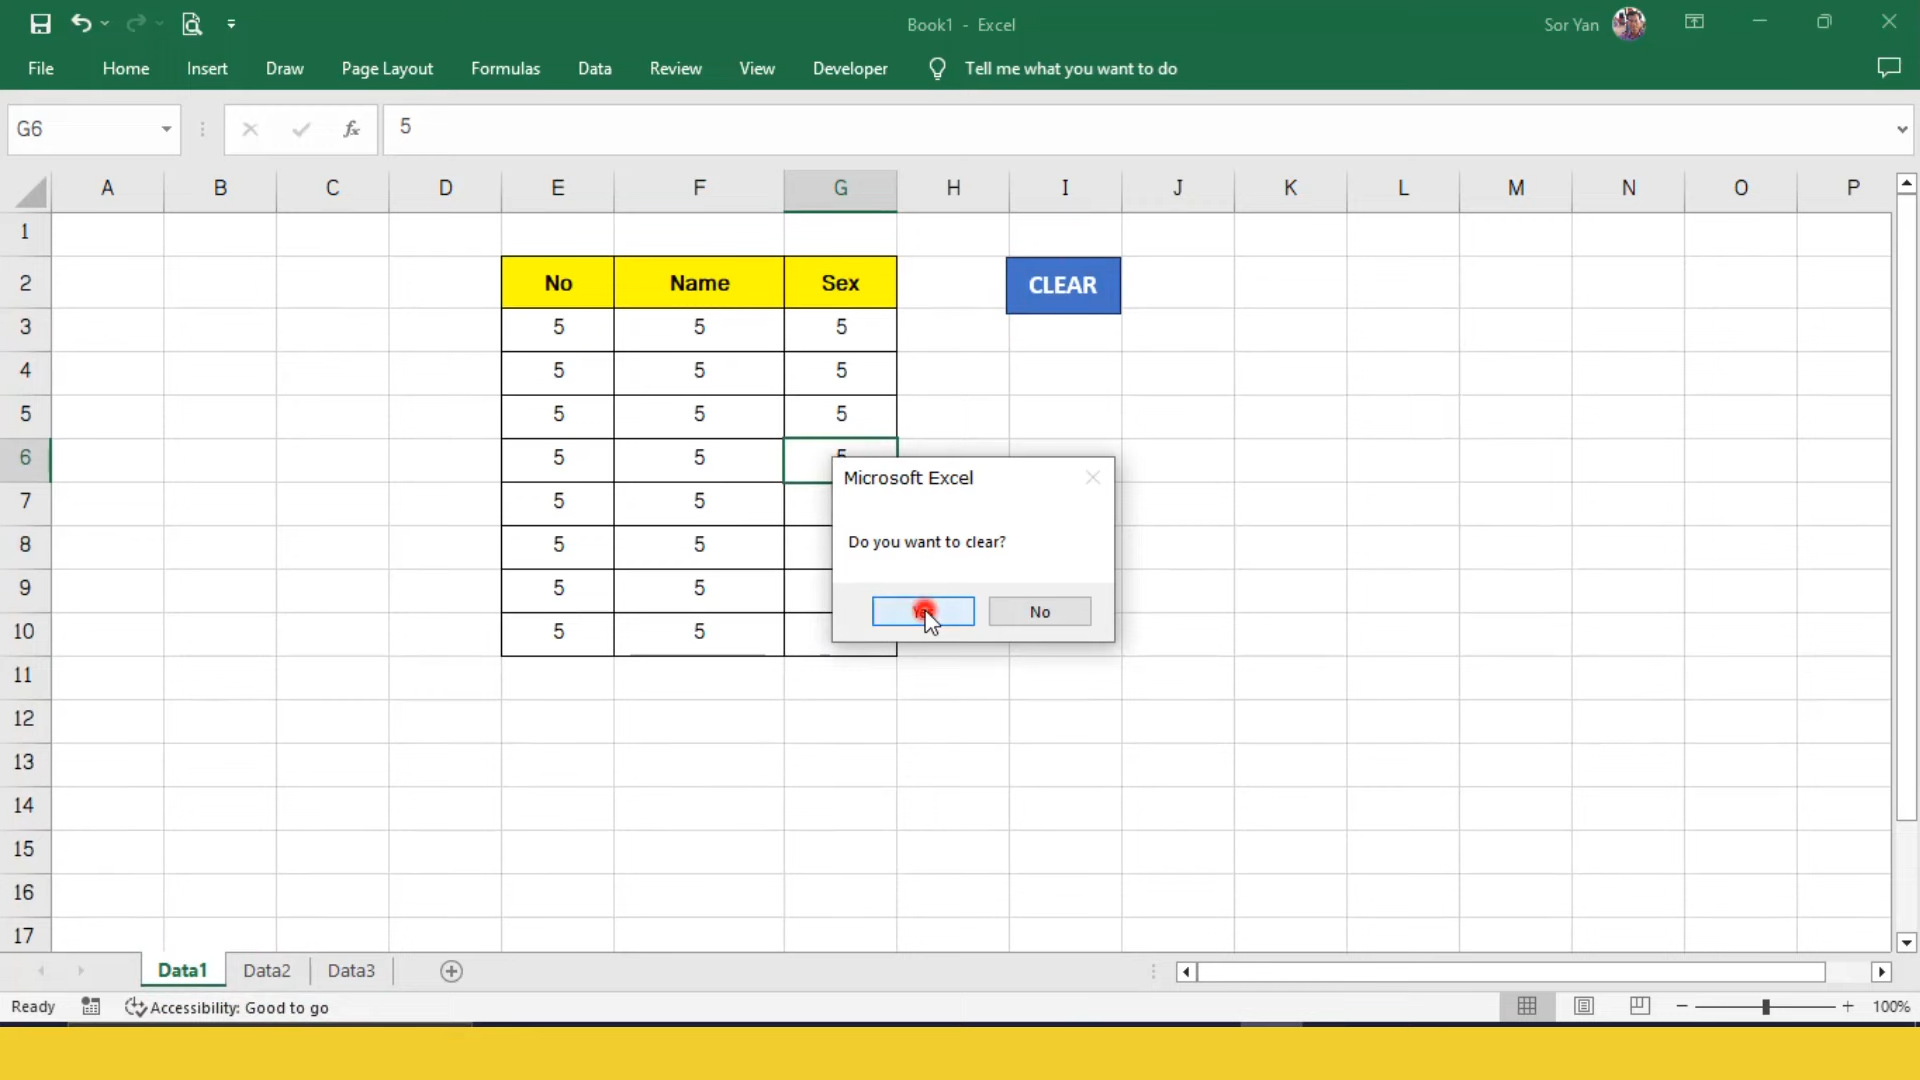 Book1 - Excel
Sor Yan
File Home Insert Draw Page Layout Formulas Data Review View Developer Tell me what you want to do
G6 fx 5
A B C D E F G H I J K L M N O P
1
2 No Name Sex CLEAR
3 5 5 5
4 5 5 5
5 5 5 5
6 5 5
Microsoft Excel
7 5 5
Do you want to clear?
8 5 5
9 5 5
No
10 5 5
11
12
13
14
15
16
17
Data1 Data2 Data3
Ready Accessibility: Good to go 100%